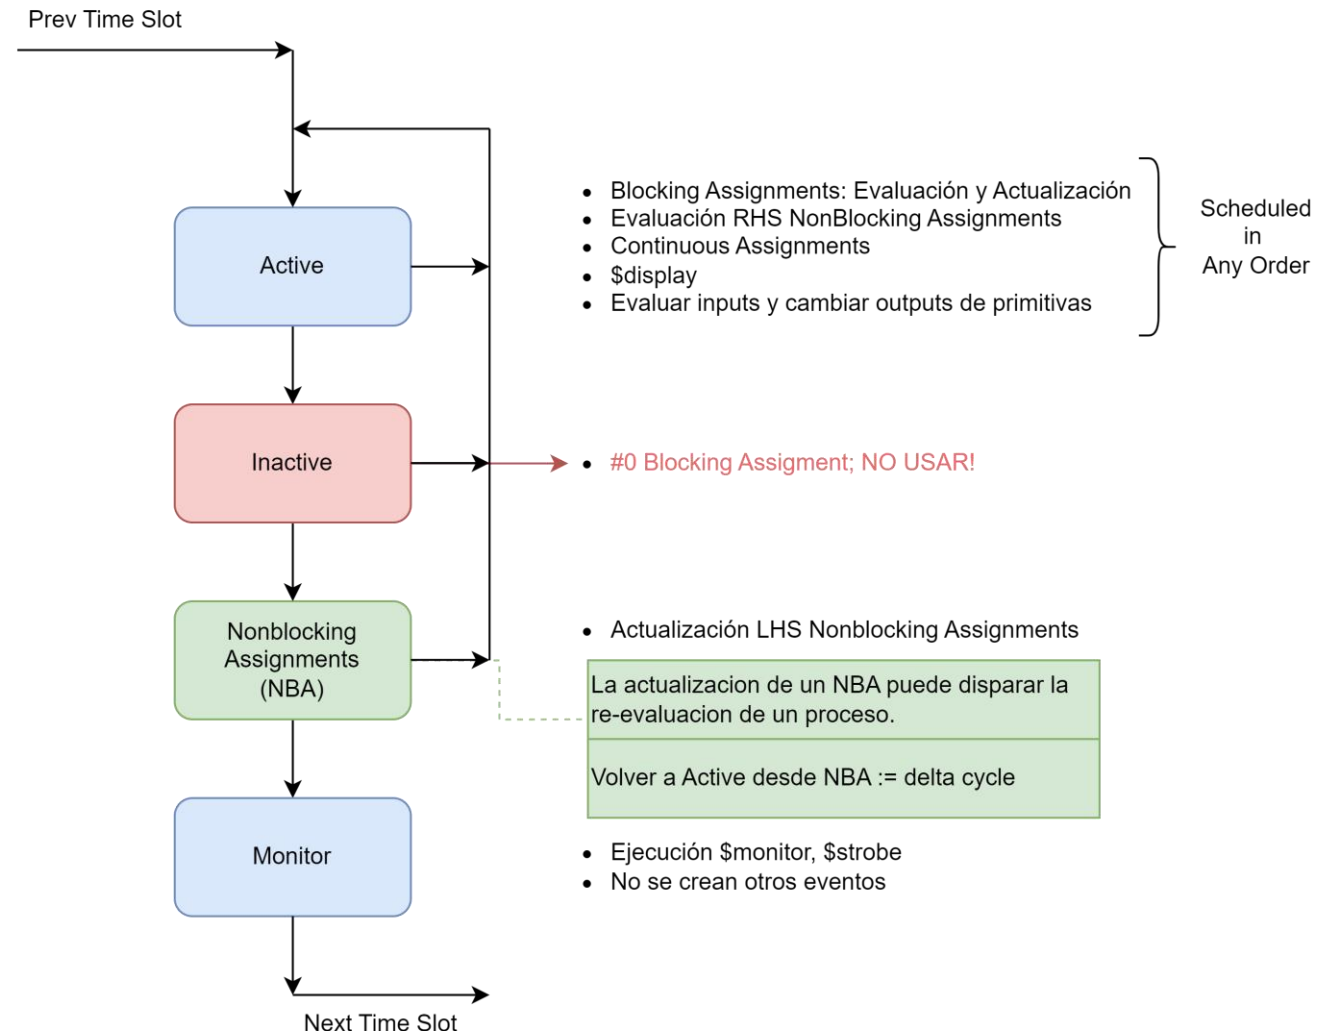 Prev Time Slot
Active
• Blocking Assignments: Evaluación y Actualización
• Evaluación RHS NonBlocking Assignments
• Continuous Assignments
• $display
• Evaluar inputs y cambiar outputs de primitivas
Scheduled
in
Any Order
Inactive
• #0 Blocking Assigment; NO USAR!
Nonblocking
Assignments
(NBA)
• Actualización LHS Nonblocking Assignments
La actualizacion de un NBA puede disparar la
re-evaluacion de un proceso.
Volver a Active desde NBA := delta cycle
Monitor
• Ejecución $monitor, $strobe
• No se crean otros eventos
Next Time Slot